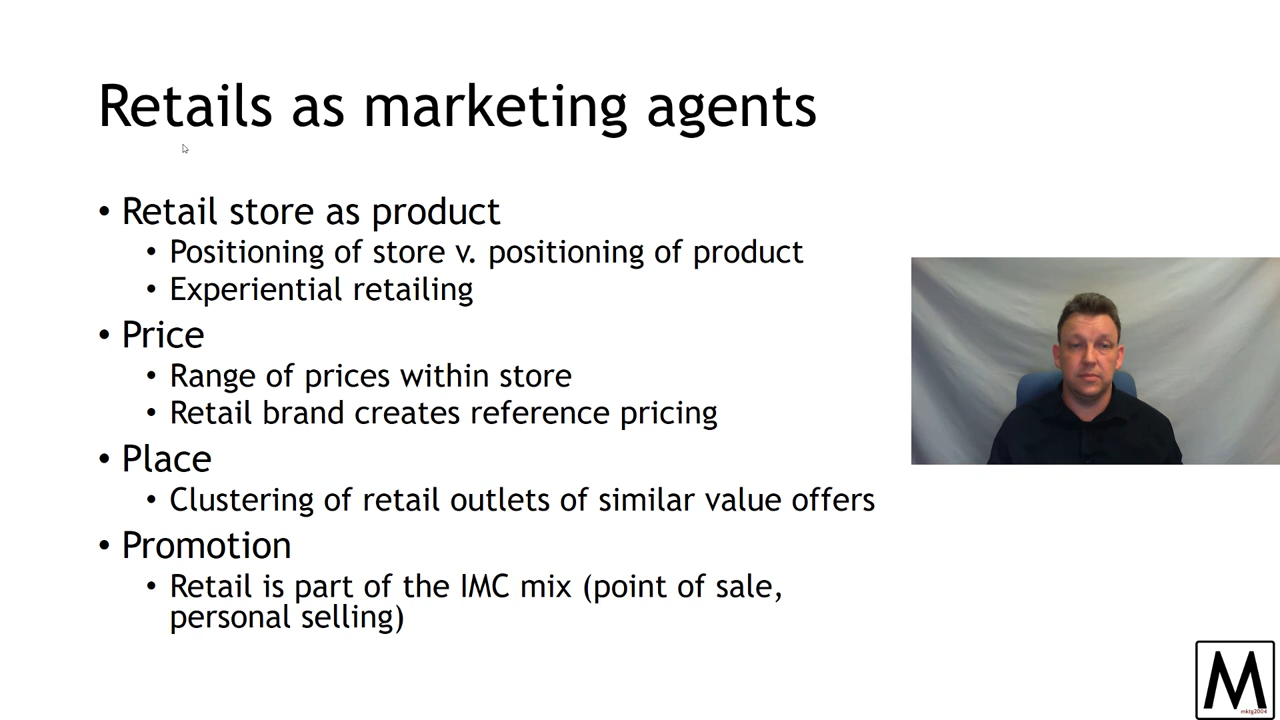 Retails as marketing agents
• Retail store as product
• Positioning of store v. positioning of product
• Experiential retailing
• Price
• Range of prices within store
• Retail brand creates reference pricing
• Place
• Clustering of retail outlets of similar value offers
• Promotion
• Retail is part of the IMC mix (point of sale,
personal selling)
M
mktg2004